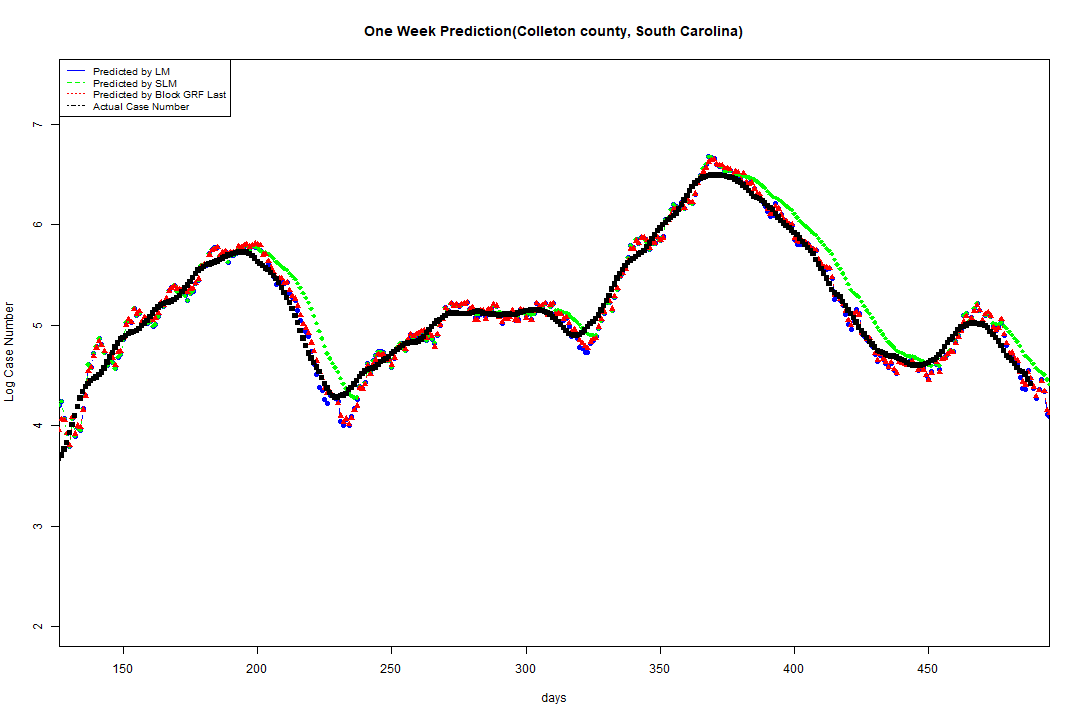 One Week Prediction(Colleton county, South Carolina)
Predicted by LM
Predicted by SLM
Predicted by Block GRF Last
Actual Case Number
7
6
5
4
3
2
Log Case Number
150 200 250 300 350 400 450
days